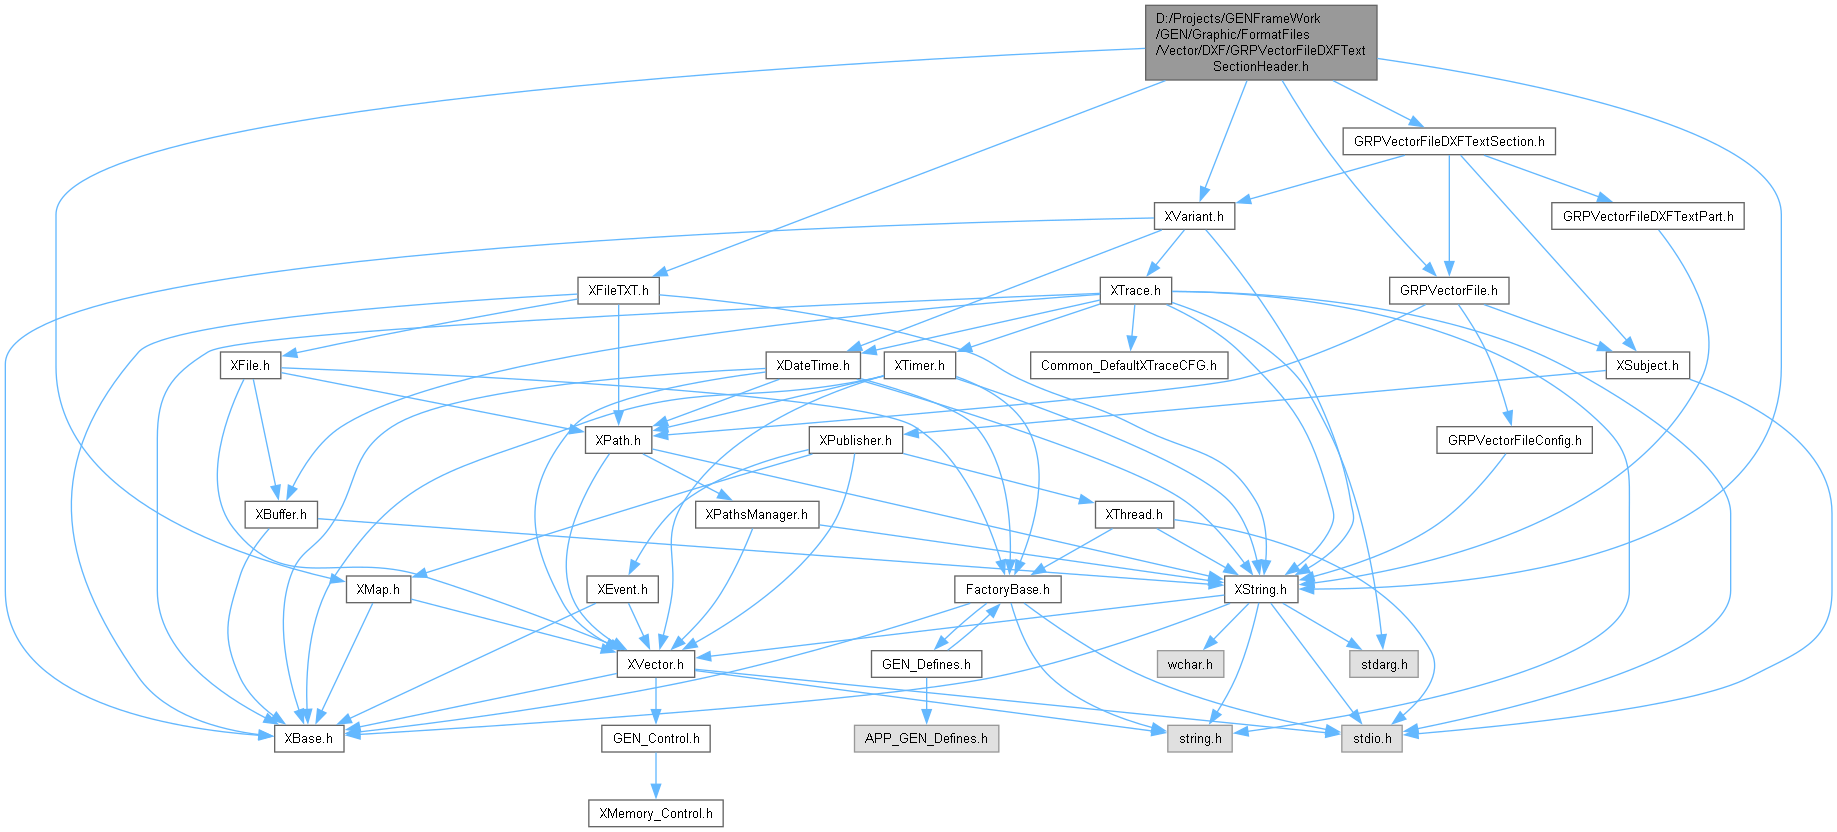 D:/Projects/GENFrameWork
/GEN/Graphic/FormatFiles
/Vector/DXF/GRPVectorFileDXFText
SectionHeader.h
GRPVectorFileDXFTextSection.h
XVariant.h
GRPVectorFileDXFTextPart.h
XFileTXT.h
XTrace.h
GRPVectorFile.h
XFile.h
XDateTime.h
XTimer.h
Common_DefaultXTraceCFG.h
XSubject.h
XPath.h
XPublisher.h
GRPVectorFileConfig.h
XBuffer.h
XPathsManager.h
XThread.h
XMap.h
XEvent.h
FactoryBase.h
XString.h
XVector.h
GEN_Defines.h
wchar.h
stdarg.h
XBase.h
GEN_Control.h
APP_GEN_Defines.h
string.h
stdio.h
XMemory_Control.h